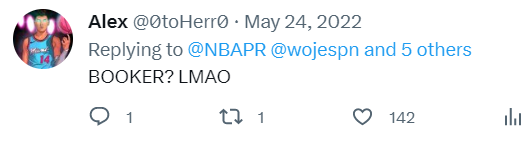 Alex @0toHerr0 · May 24, 2022
Replying to @NBAPR @wojespn and 5 others
BOOKER? LMAO
1 1 142